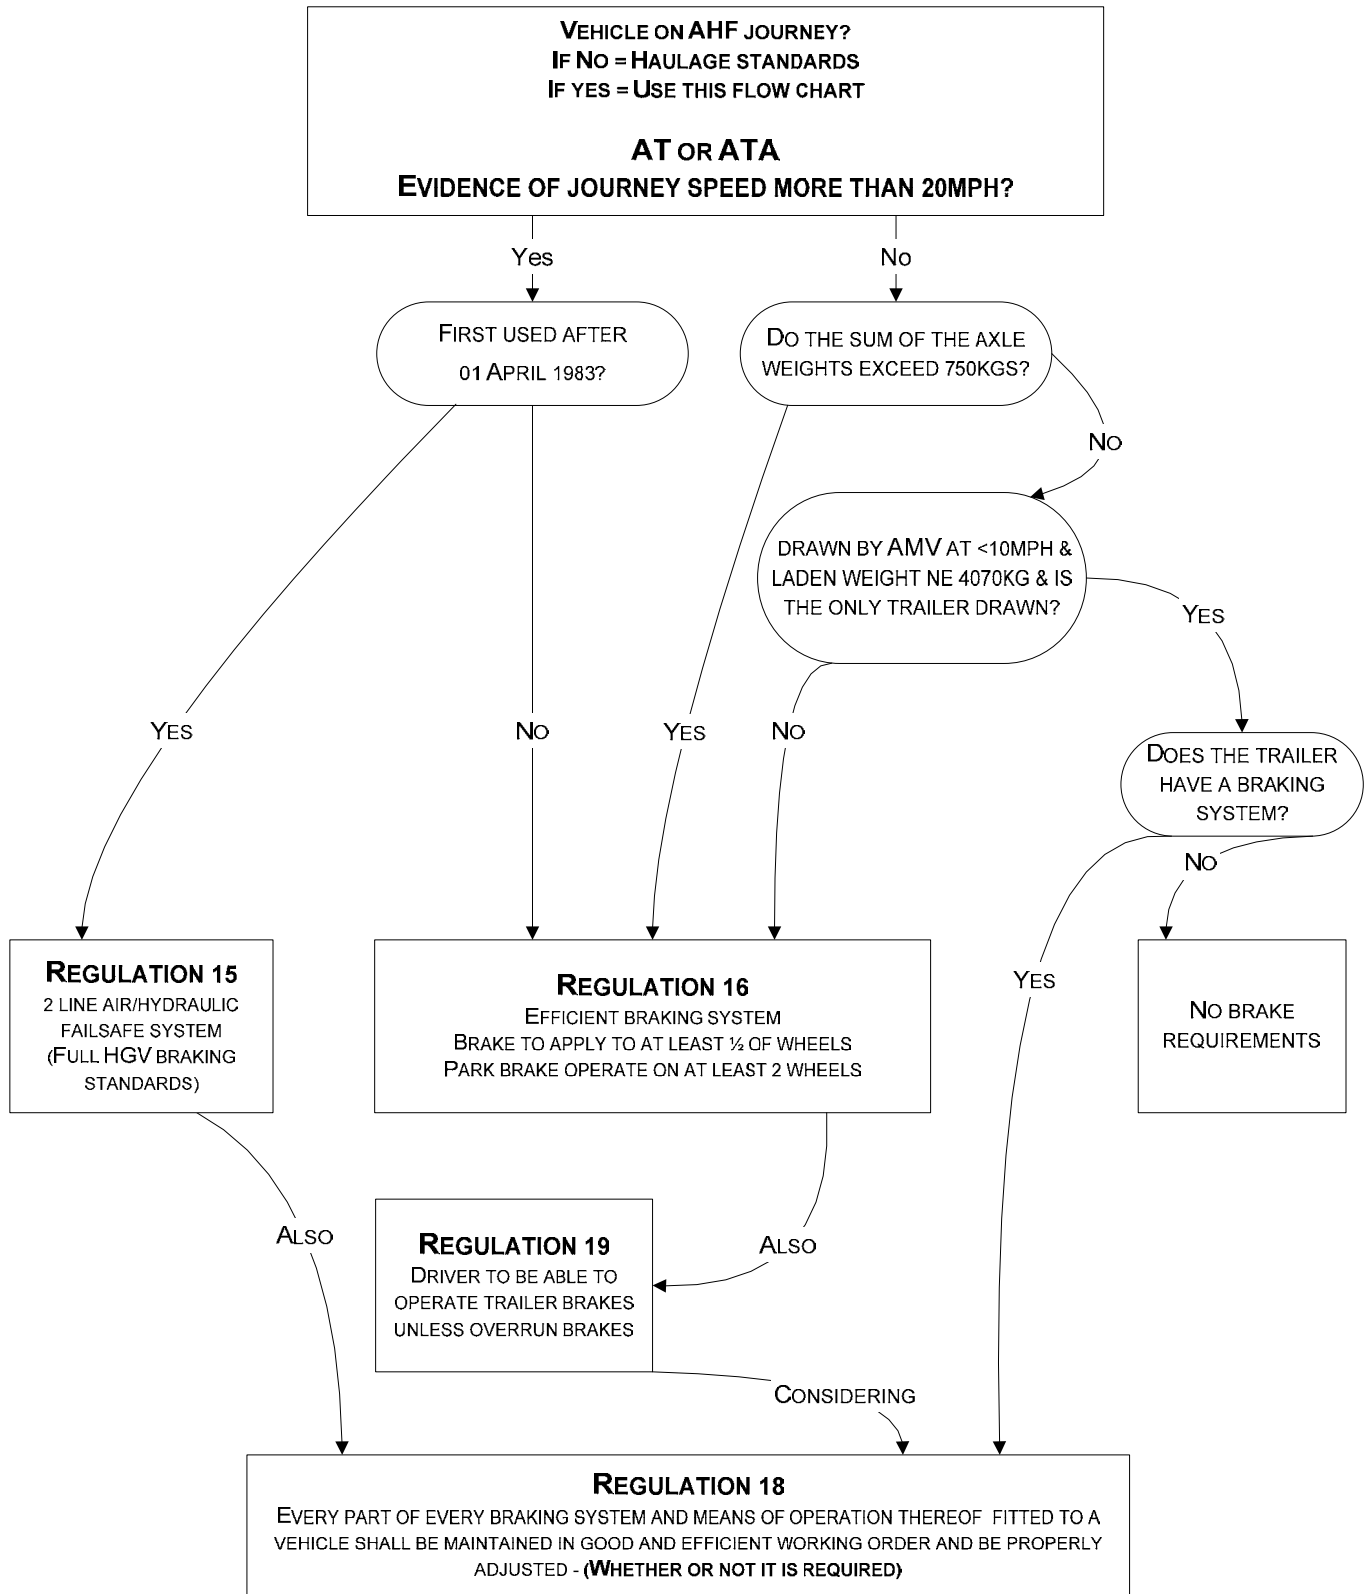 VEHICLE ON AHF JOURNEY?
IF NO = HAULAGE STANDARDS
IF YES = USE THIS FLOW CHART
AT OR ATA
EVIDENCE OF JOURNEY SPEED MORE THAN 20MPH?
Yes
No
FIRST USED AFTER
01 APRIL 1983?
DO THE SUM OF THE AXLE
WEIGHTS EXCEED 750KGS?
NO
DRAWN BY AMV AT <10MPH &
LADEN WEIGHT NE 4070KG & IS
THE ONLY TRAILER DRAWN?
YES
YES
NO
YES
NO
DOES THE TRAILER
HAVE A BRAKING
SYSTEM?
NO
YES
REGULATION 15
2 LINE AIR/HYDRAULIC
FAILSAFE SYSTEM
(FULL HGV BRAKING
STANDARDS)
REGULATION 16
EFFICIENT BRAKING SYSTEM
BRAKE TO APPLY TO AT LEAST ½ OF WHEELS
PARK BRAKE OPERATE ON AT LEAST 2 WHEELS
NO BRAKE
REQUIREMENTS
ALSO
ALSO
REGULATION 19
DRIVER TO BE ABLE TO
OPERATE TRAILER BRAKES
UNLESS OVERRUN BRAKES
CONSIDERING
REGULATION 18
EVERY PART OF EVERY BRAKING SYSTEM AND MEANS OF OPERATION THEREOF FITTED TO A
VEHICLE SHALL BE MAINTAINED IN GOOD AND EFFICIENT WORKING ORDER AND BE PROPERLY
ADJUSTED - (WHETHER OR NOT IT IS REQUIRED)